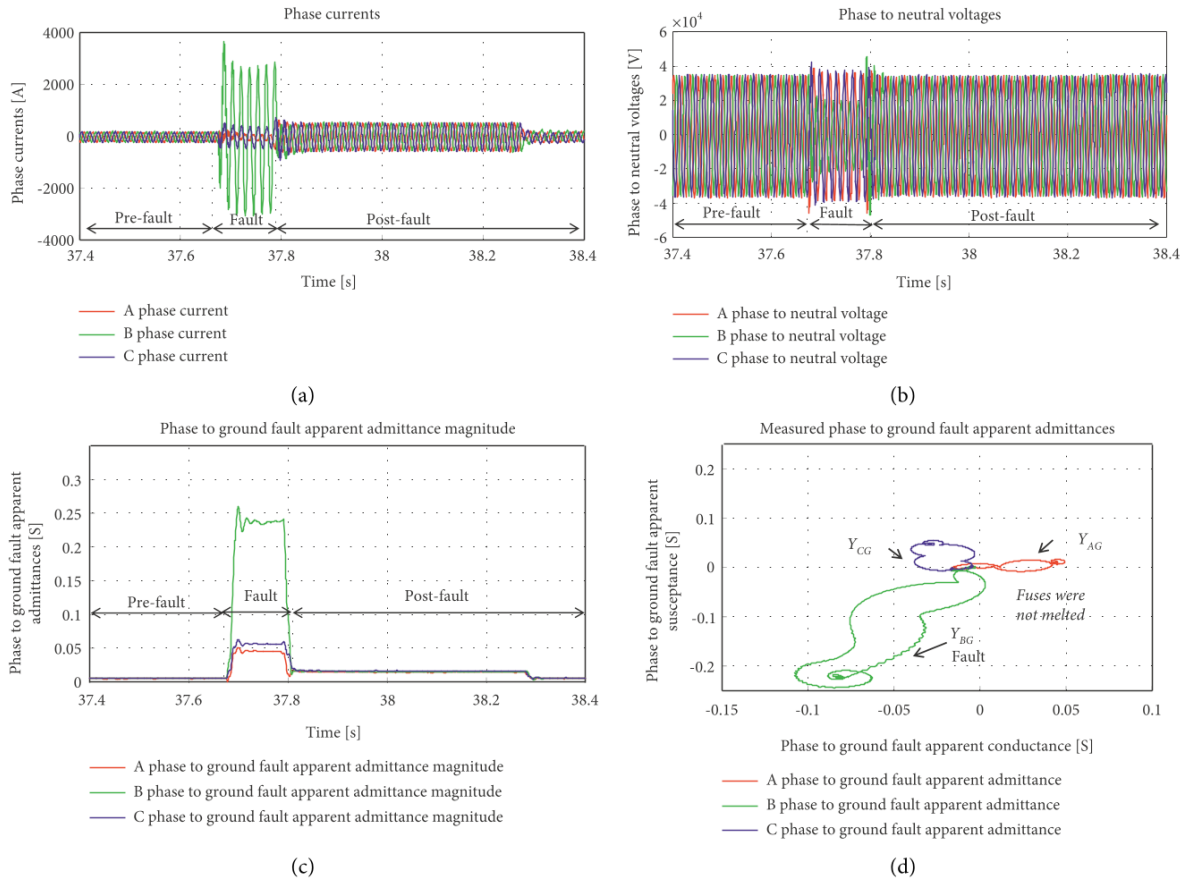 Phase currents
Phase currents [A]
4000
2000
0
-2000
-4000
Pre-fault
Fault
Post-fault
37.4
37.6
37.8
38
38.2
38.4
Time [s]
A phase current
B phase current
C phase current
(a)
Phase to neutral voltages
×10⁴
Phase to neutral voltages [V]
6
4
2
0
-2
-4
-6
Pre-fault
Fault
Post-fault
37.4
37.6
37.8
38
38.2
38.4
Time [s]
A phase to neutral voltage
B phase to neutral voltage
C phase to neutral voltage
(b)
Phase to ground fault apparent admittance magnitude
Phase to ground fault apparent
admittances [S]
0.3
0.25
0.2
0.15
0.1
0.05
0
Pre-fault
Fault
Post-fault
37.4
37.6
37.8
38
38.2
38.4
Time [s]
A phase to ground fault apparent admittance magnitude
B phase to ground fault apparent admittance magnitude
C phase to ground fault apparent admittance magnitude
(c)
Measured phase to ground fault apparent admittances
Phase to ground fault apparent
susceptance [S]
0.2
0.1
0.05
0
-0.1
-0.2
Y_CG
Y_AG
Fuses were
not melted
Y_BG
Fault
-0.15
-0.1
-0.05
0
0.05
0.1
Phase to ground fault apparent conductance [S]
A phase to ground fault apparent admittance
B phase to ground fault apparent admittance
C phase to ground fault apparent admittance
(d)